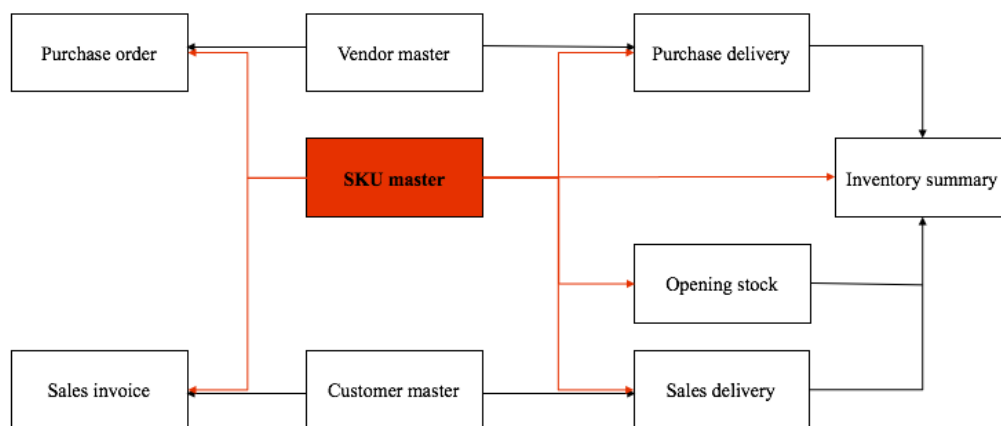 Purchase order
Vendor master
Purchase delivery
SKU master
Inventory summary
Opening stock
Sales invoice
Customer master
Sales delivery